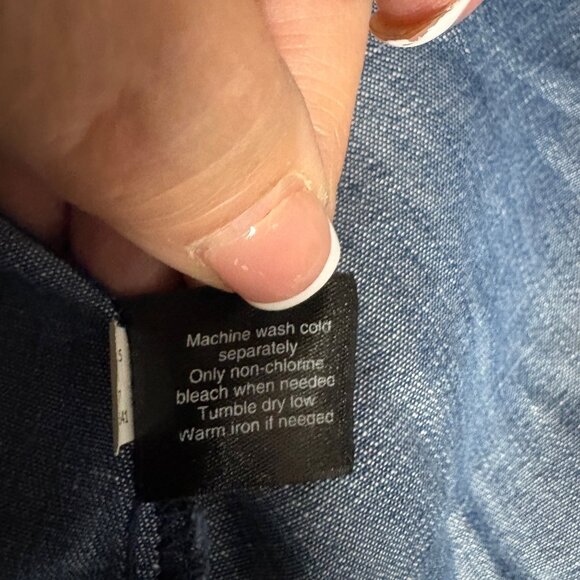 Machine wash cold
separately
Only non-chlorine
bleach when needed
Tumble dry low
Warm iron if needed
S